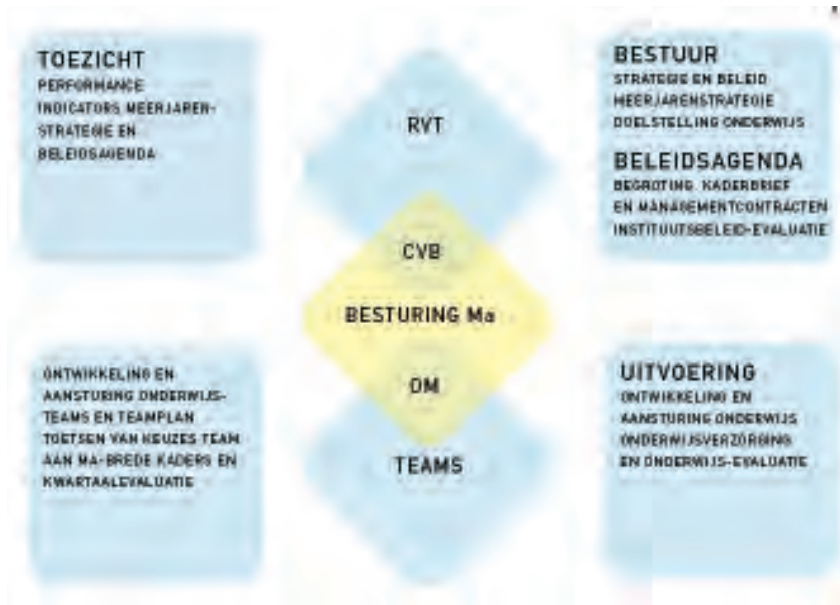 TOEZICHT
PERFORMANCE
INDICATORS MEERJAREN-
STRATEGIE EN
BELEIDSAGENDA
RVT
CVB
BESTURING Ma
OM
TEAMS
BESTUUR
STRATEGIE EN BELEID
MEERJARENSTRATEGIE
DOELSTELLING ONDERWIJS
BELEIDSAGENDA
BEGROTING KADERBRIEF
EN MANAGEMENTCONTRACTEN
INSTITUUTSBELEID-EVALUATIE
ONTWIKKELING EN
AANSTURING ONDERWIJS-
TEAMS EN TEAMPLAN
TOETSEN VAN KEUZES TEAM
AAN MA-BREDE KADERS EN
KWARTAALEVALUATIE
UITVOERING
ONTWIKKELING EN
AANSTURING ONDERWIJS
ONDERWIJSVERZORGING
EN ONDERWIJS-EVALUATIE